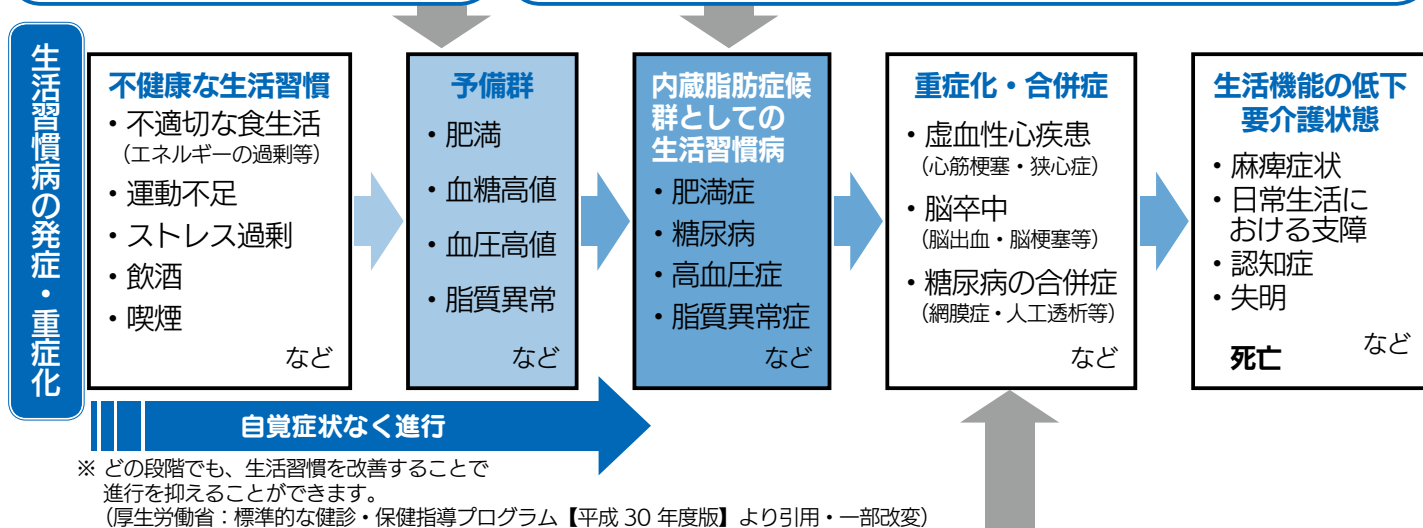 生活習慣病の発症・重症化
不健康な生活習慣
・不適切な食生活
（エネルギーの過剰等）
・運動不足
・ストレス過剰
・飲酒
・喫煙
など
予備群
・肥満
・血糖高値
・血圧高値
・脂質異常
など
内蔵脂肪症候
群としての
生活習慣病
・肥満症
・糖尿病
・高血圧症
・脂質異常症
など
重症化・合併症
・虚血性心疾患
（心筋梗塞・狭心症）
・脳卒中
（脳出血・脳梗塞等）
・糖尿病の合併症
（網膜症・人工透析等）
など
生活機能の低下
要介護状態
・麻痺症状
・日常生活に
おける支障
・認知症
・失明
など
死亡
自覚症状なく進行
※ どの段階でも、生活習慣を改善することで
進行を抑えることができます。
（厚生労働省：標準的な健診・保健指導プログラム【平成 30 年度版】より引用・一部改変）